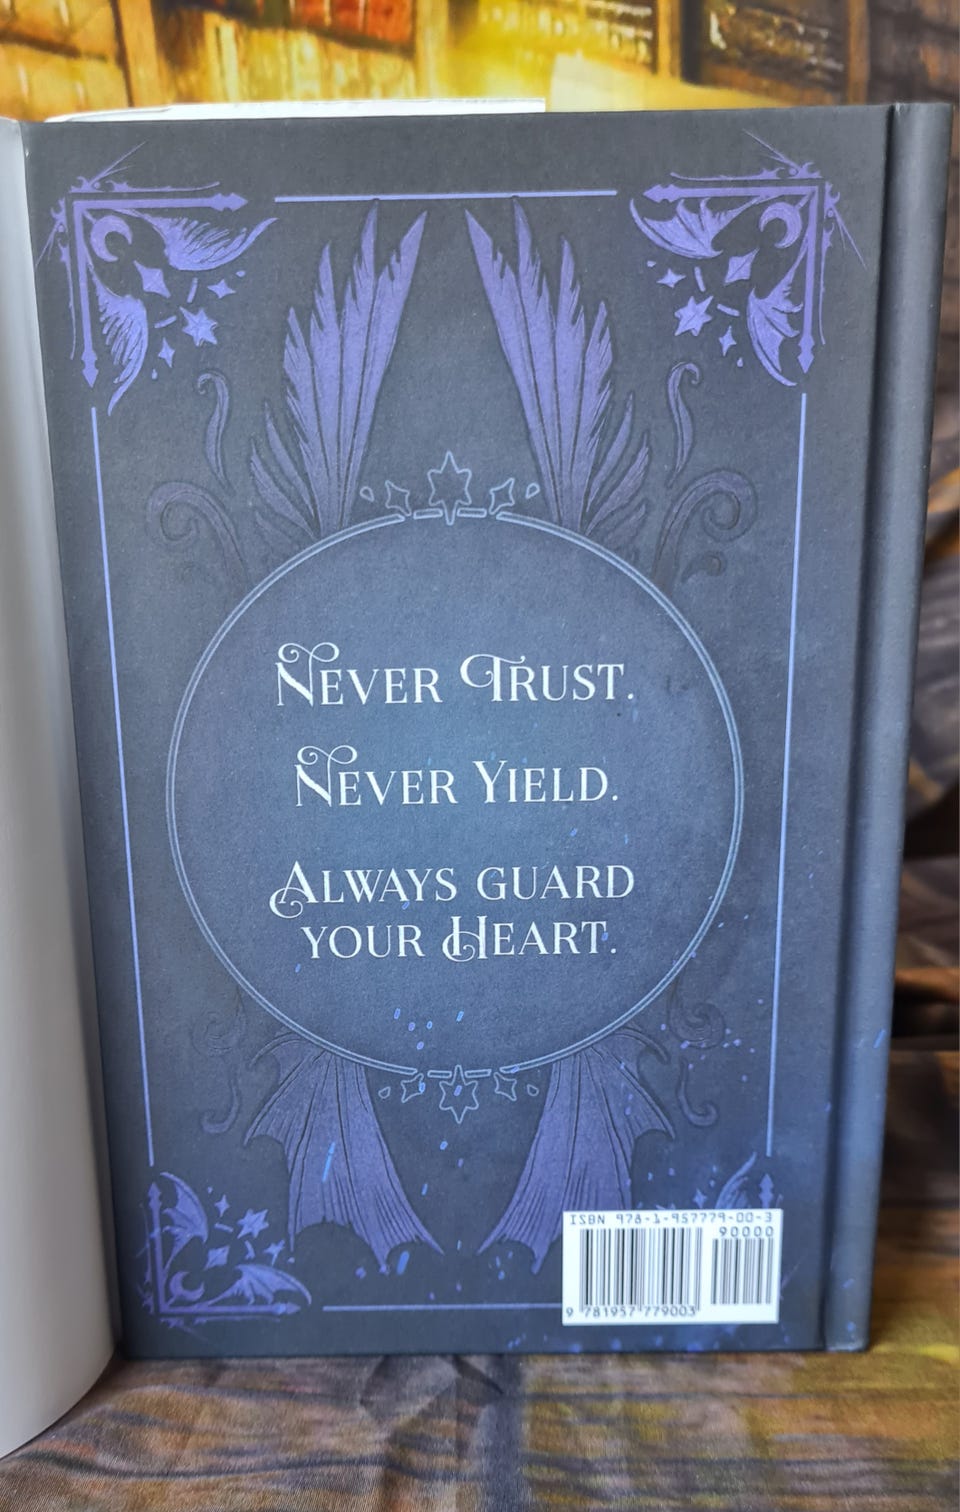 Never Trust.
Never Yield.
Always guard
your Heart.
ISBN 978-1-957779-00-3
90000
9 781957 779003